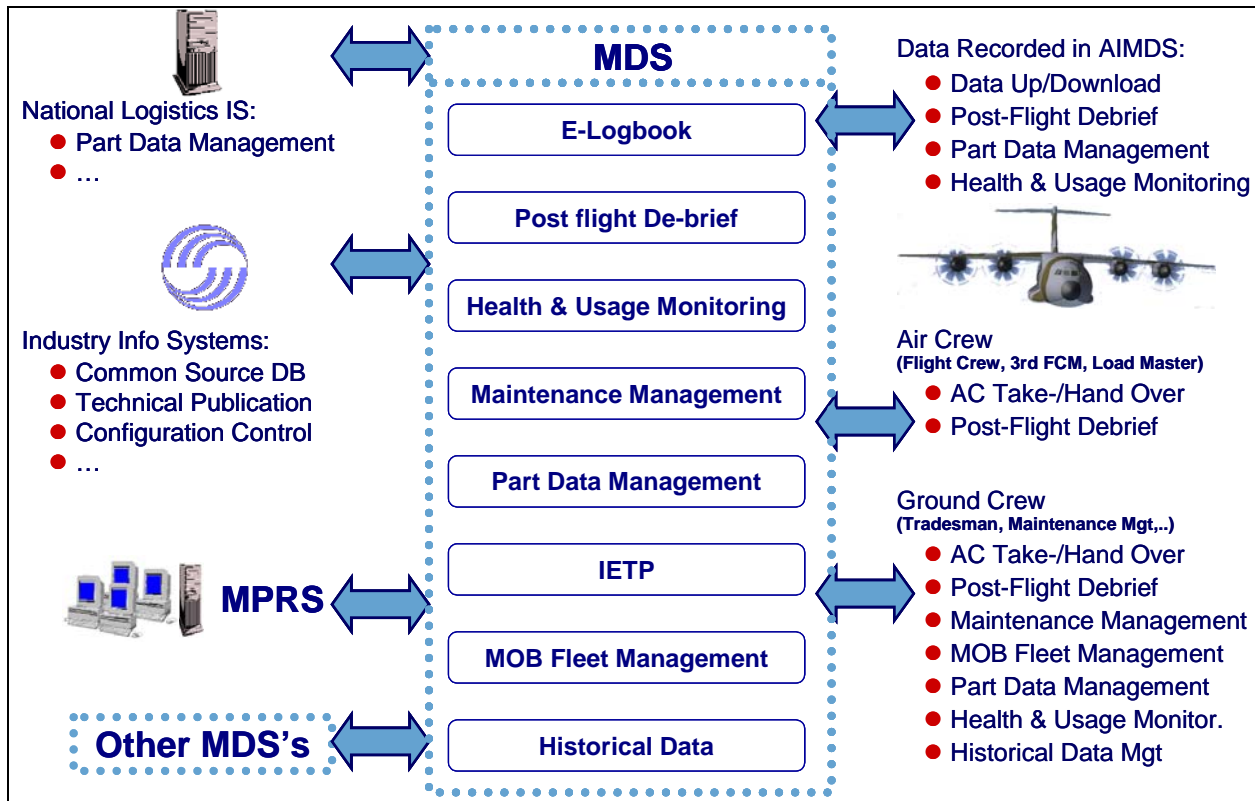 MDS
National Logistics IS:
● Part Data Management
● ...
Industry Info Systems:
● Common Source DB
● Technical Publication
● Configuration Control
● ...
MPRS
Other MDS's
E-Logbook
Post flight De-brief
Health & Usage Monitoring
Maintenance Management
Part Data Management
IETP
MOB Fleet Management
Historical Data
Data Recorded in AIMDS:
● Data Up/Download
● Post-Flight Debrief
● Part Data Management
● Health & Usage Monitoring
Air Crew
(Flight Crew, 3rd FCM, Load Master)
● AC Take-/Hand Over
● Post-Flight Debrief
Ground Crew
(Tradesman, Maintenance Mgt,..)
● AC Take-/Hand Over
● Post-Flight Debrief
● Maintenance Management
● MOB Fleet Management
● Part Data Management
● Health & Usage Monitor.
● Historical Data Mgt